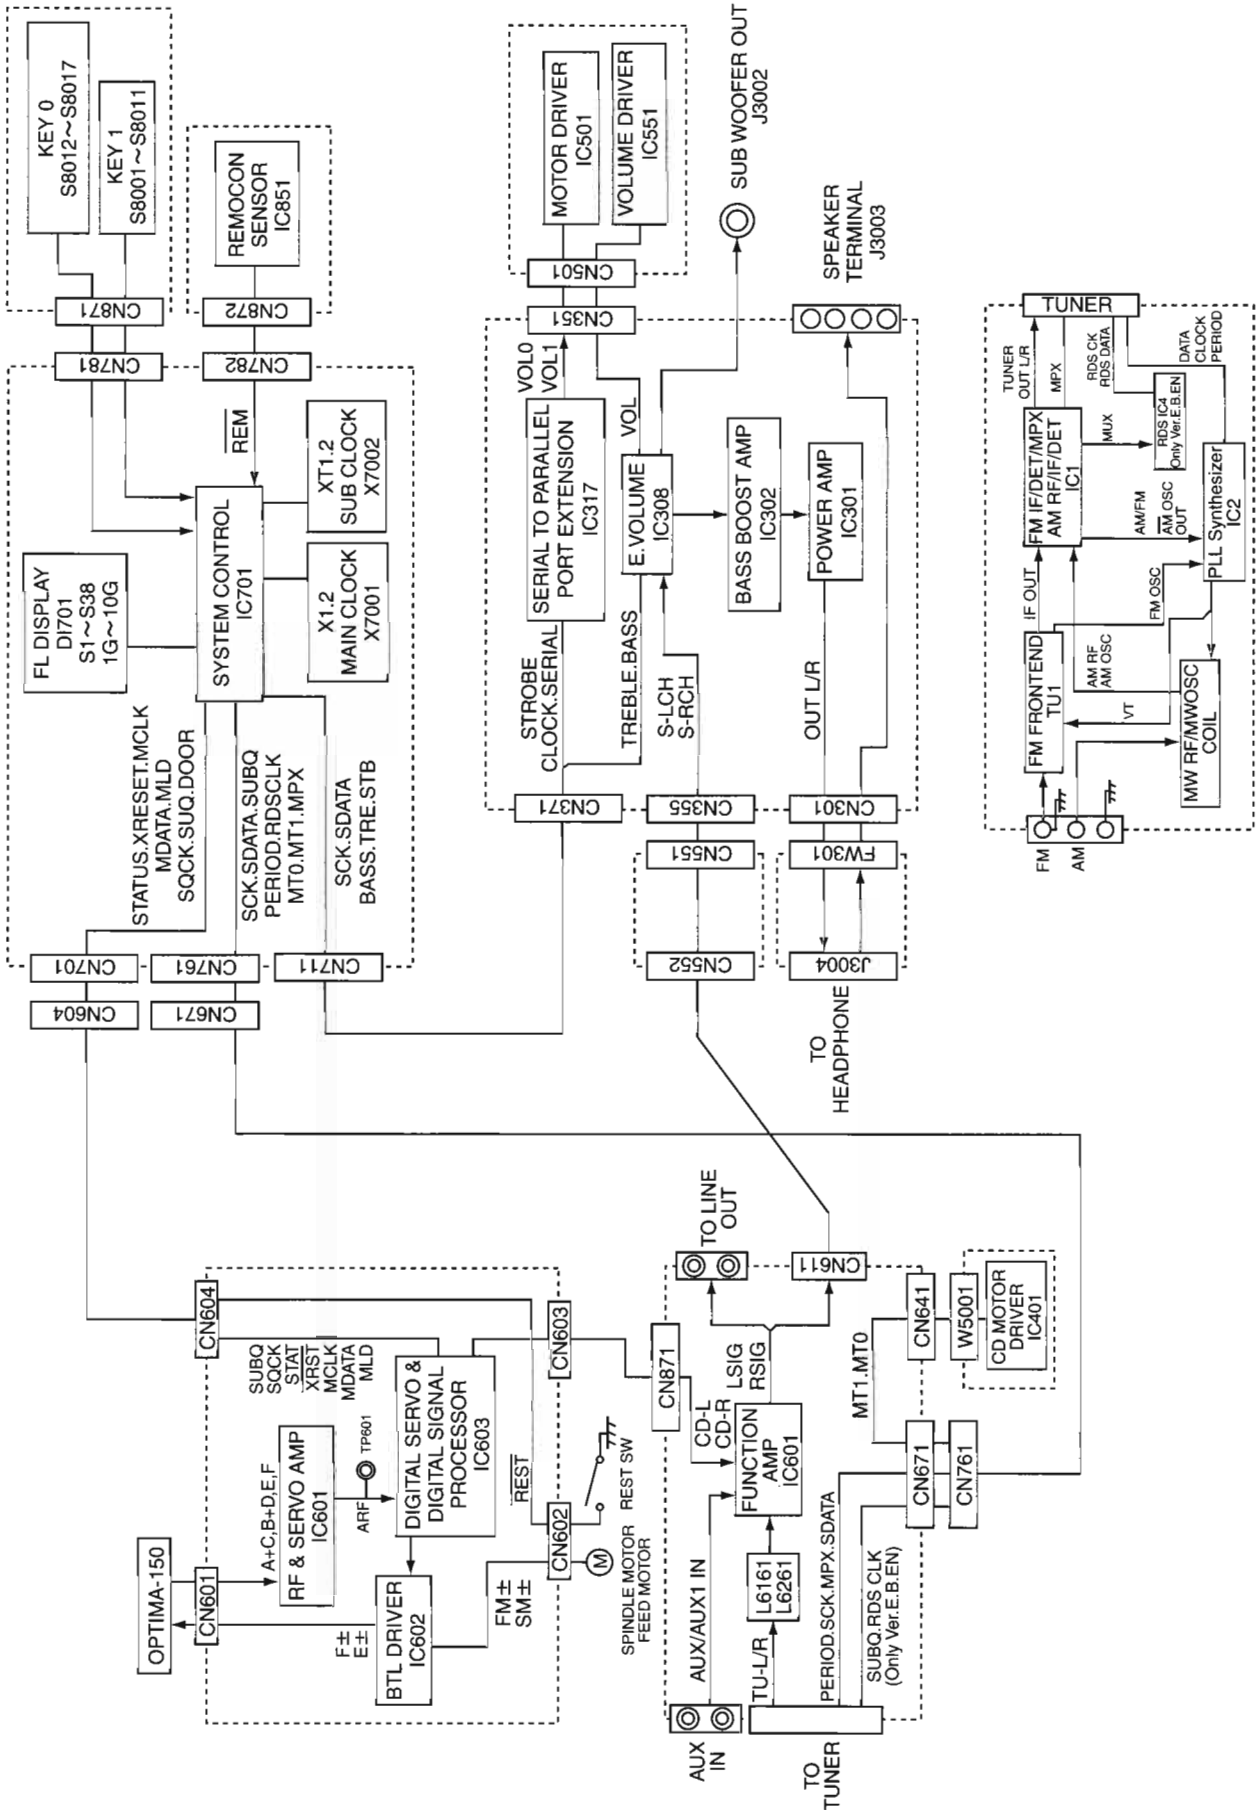 KEY 0
S8012～S8017
KEY 1
S8001～S8011
CN871
CN781
REMOCON
SENSOR
IC851
CN872
CN782
REM
FL DISPLAY
DI701
S1～S38
1G～10G
SYSTEM CONTROL
IC701
XT1.2
SUB CLOCK
X7002
X1.2
MAIN CLOCK
X7001
STATUS.XRESET.MCLK
MDATA.MLD
SQCK.SUQ.DOOR
SCK.SDATA.SUBQ
PERIOD.RDSCLK
MT0.MT1.MPX
SCK.SDATA
BASS.TRE.STB
CN701
CN761
CN711
CN604
CN671
MOTOR DRIVER
IC501
VOLUME DRIVER
IC551
CN501
CN351
SUB WOOFER OUT
J3002
SPEAKER
TERMINAL
J3003
VOL0
VOL1
VOL
SERIAL TO PARALLEL
PORT EXTENSION
IC317
E.VOLUME
IC308
BASS BOOST AMP
IC302
POWER AMP
IC301
STROBE
CLOCK.SERIAL
TREBLE.BASS
S-LCH
S-RCH
OUT L/R
CN371
CN355
CN301
CN551
FW301
CN552
J3004
TO
HEADPHONE
TUNER
TUNER
OUT L/R
MPX
RDS CK
RDS DATA
DATA
CLOCK
PERIOD
FM IF/DET/MPX
AM RF/IF/DET
IC1
MUX
RDS IC4
Only Ver.E.B.EN)
AM/FM
AM OSC
OUT
PLL Synthesizer
IC2
IF OUT
FM OSC
AM RF
AM OSC
VT
FM FRONTEND
TU1
MW RF/MWOSC
COIL
FM
AM
OPTIMA-150
CN601
A+C,B+D,E,F
RF & SERVO AMP
IC601
ARF
TP601
SUBQ
SQCK
STAT
XRST
MCLK
MDATA
MLD
CN604
DIGITAL SERVO &
DIGITAL SIGNAL
PROCESSOR
IC603
CN603
BTL DRIVER
IC602
F±
E±
FM±
SM±
REST
CN602
REST SW
M
SPINDLE MOTOR
FEED MOTOR
CN871
CD-L
CD-R
FUNCTION
AMP
IC601
LSIG
RSIG
TO LINE
OUT
CN611
L6161
L6261
AUX/AUX1 IN
TU-L/R
AUX
IN
TO
TUNER
PERIOD.SCK.MPX.SDATA
SUBQ.RDS CLK
(Only Ver.E.B.EN)
MT1.MT0
CN671
CN761
CN641
W5001
CD MOTOR
DRIVER
IC401